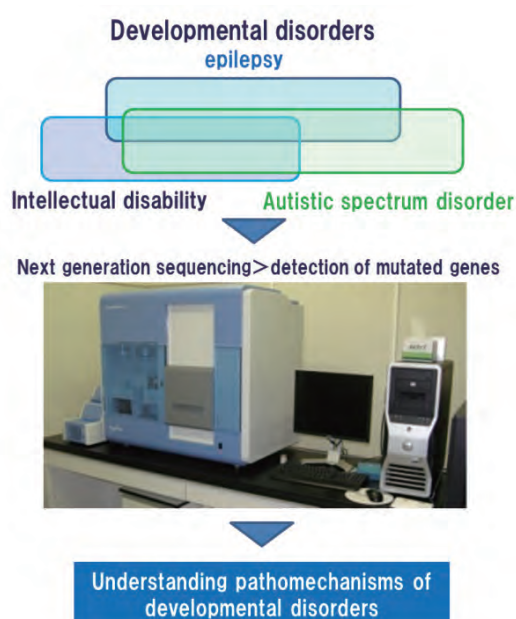 Developmental disorders
epilepsy
Intellectual disability
Autistic spectrum disorder
Next generation sequencing>detection of mutated genes
Understanding pathomechanisms of
developmental disorders